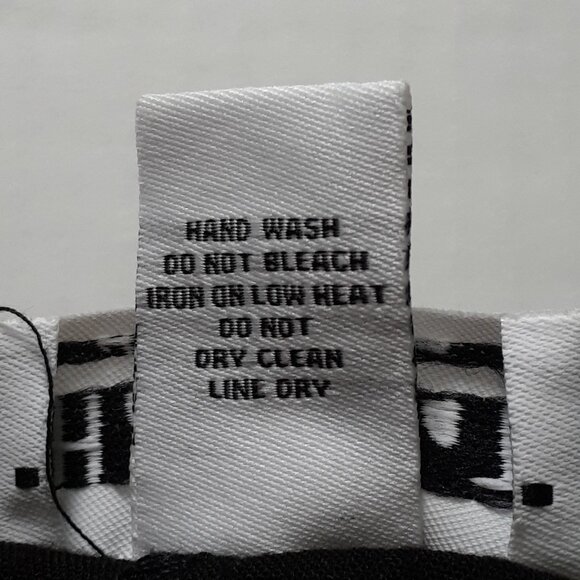 HAND WASH
DO NOT BLEACH
IRON ON LOW HEAT
DO NOT
DRY CLEAN
LINE DRY